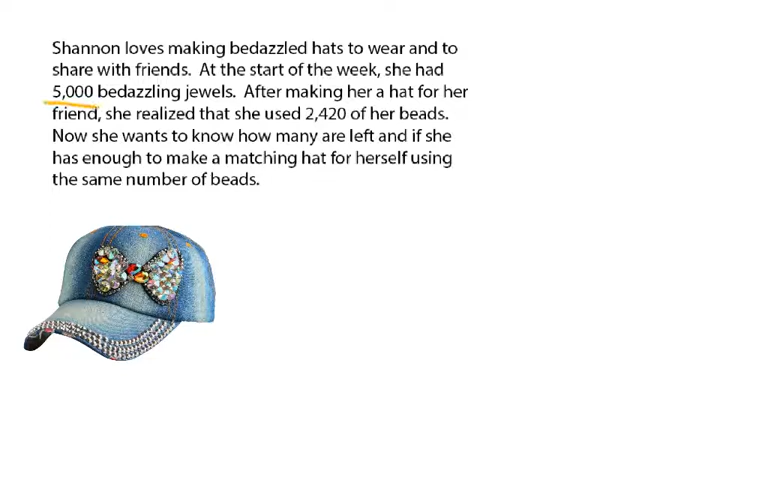 Shannon loves making bedazzled hats to wear and to
share with friends.  At the start of the week, she had
5,000 bedazzling jewels.  After making her a hat for her
friend, she realized that she used 2,420 of her beads.
Now she wants to know how many are left and if she
has enough to make a matching hat for herself using
the same number of beads.